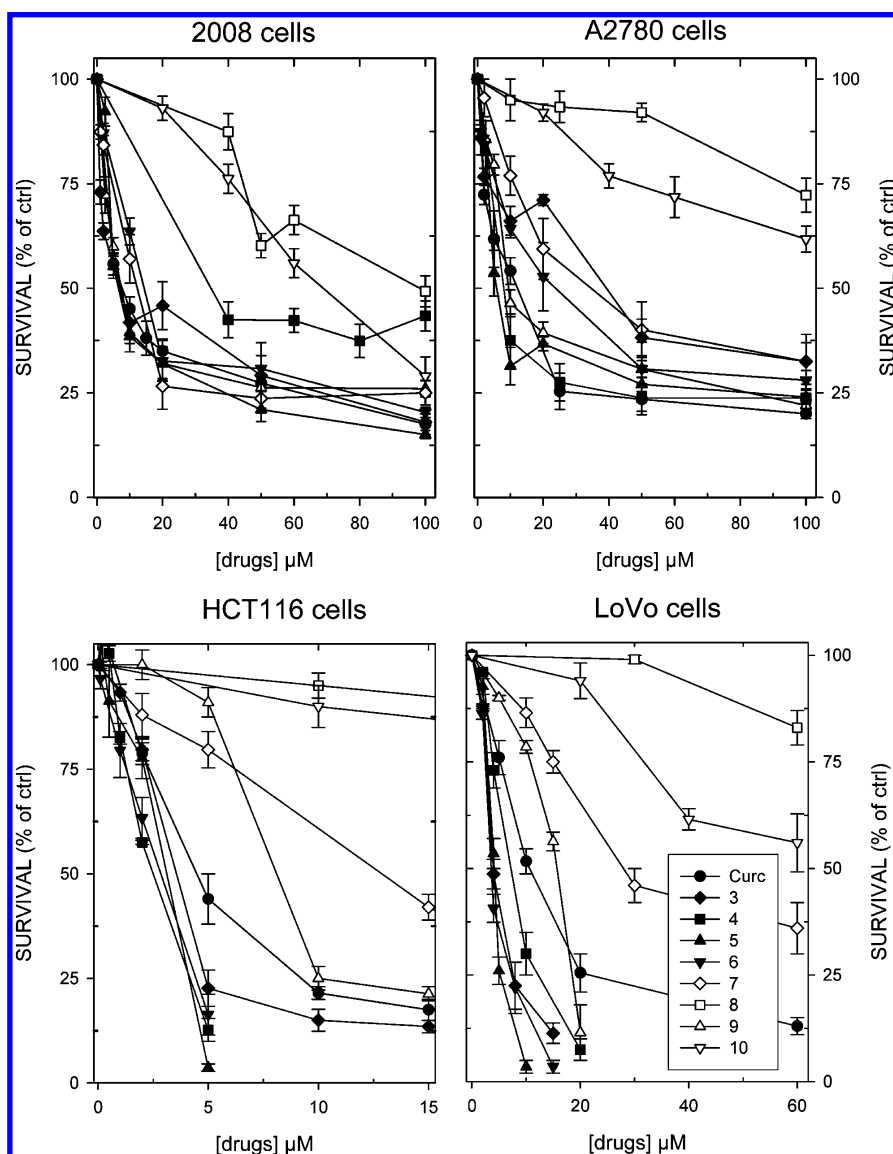 2008 cells
A2780 cells
SURVIVAL (% of ctrl)
100
75
50
25
0
0 20 40 60 80 100
[drugs] µM
100
75
50
25
0
SURVIVAL (% of ctrl)
0 20 40 60 80 100
[drugs] µM
HCT116 cells
LoVo cells
SURVIVAL (% of ctrl)
100
75
50
25
0
0 5 10 15
[drugs] µM
Curc
3
4
5
6
7
8
9
10
100
75
50
25
0
SURVIVAL (% of ctrl)
0 20 40 60
[drugs] µM